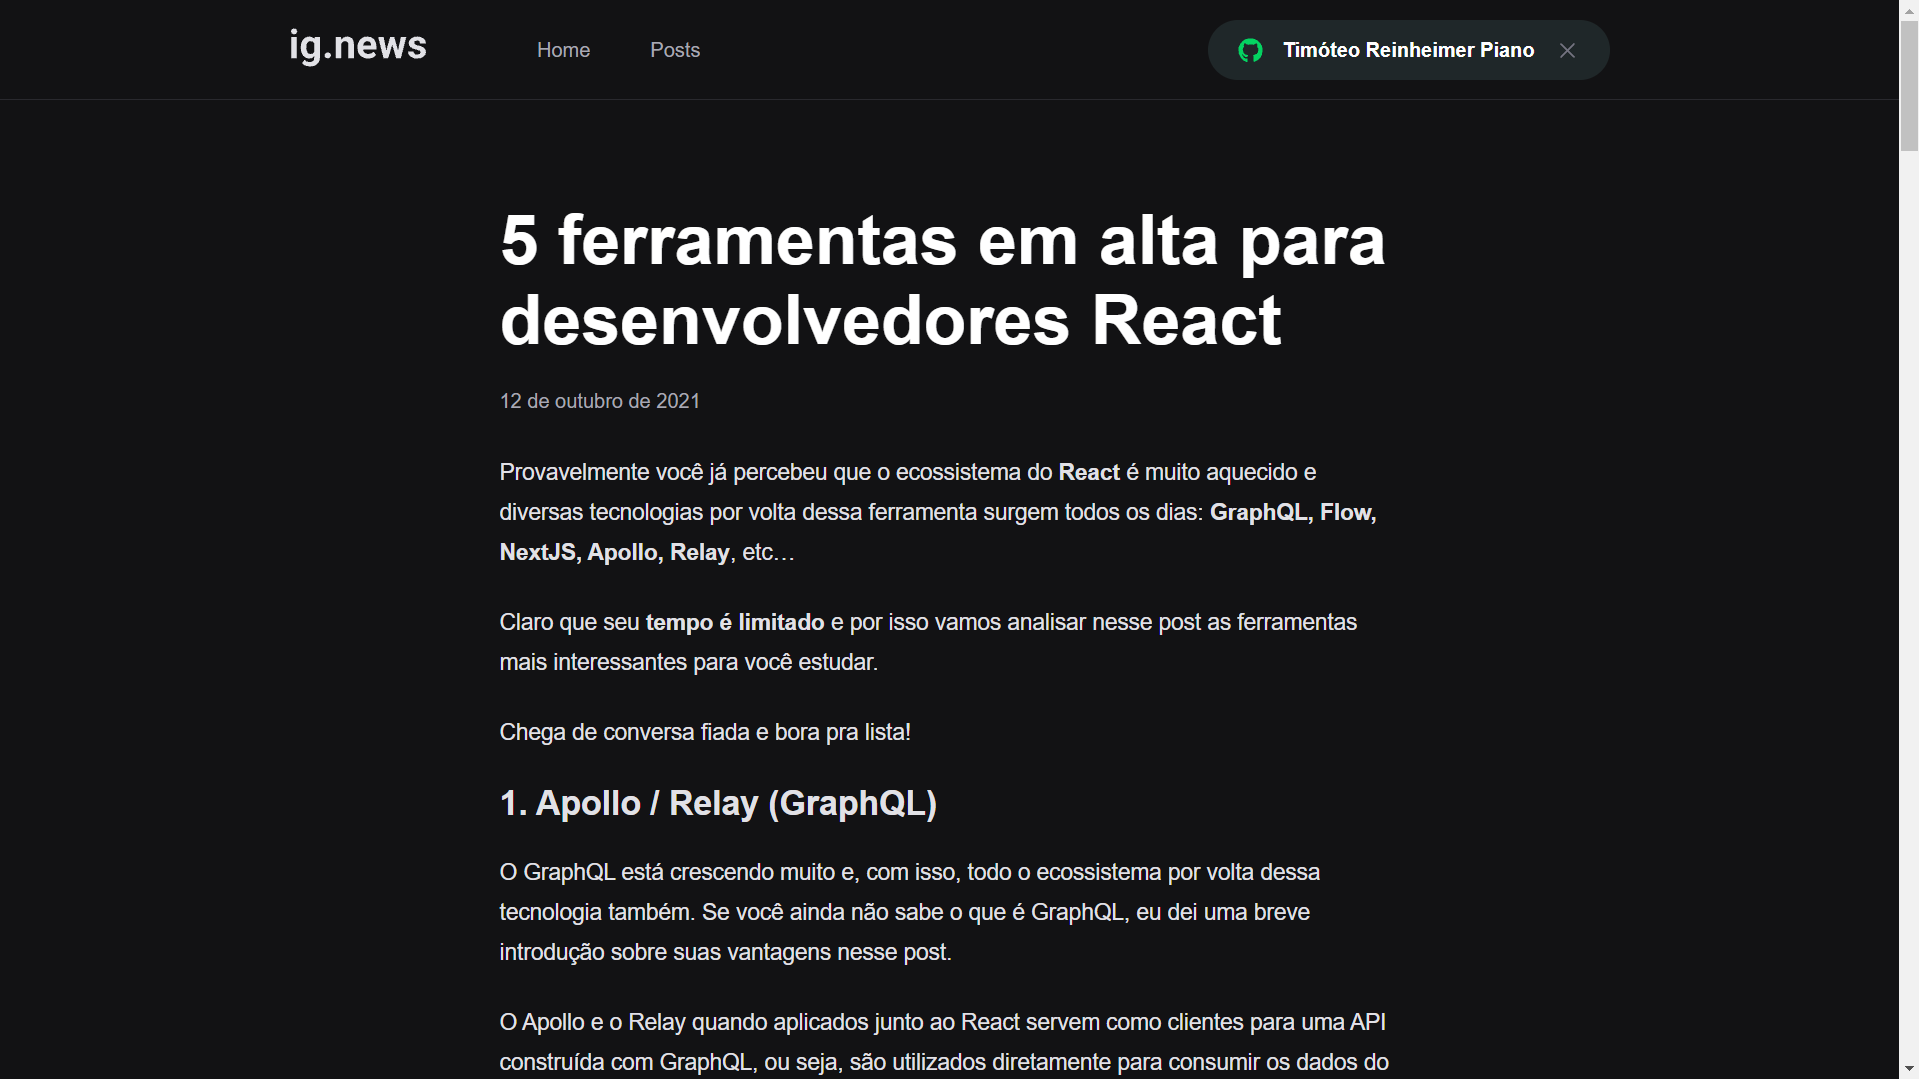 ig.news
Home
Posts
Timóteo Reinheimer Piano
5 ferramentas em alta para
desenvolvedores React
12 de outubro de 2021
Provavelmente você já percebeu que o ecossistema do React é muito aquecido e
diversas tecnologias por volta dessa ferramenta surgem todos os dias: GraphQL, Flow,
NextJS, Apollo, Relay, etc…
Claro que seu tempo é limitado e por isso vamos analisar nesse post as ferramentas
mais interessantes para você estudar.
Chega de conversa fiada e bora pra lista!
1. Apollo / Relay (GraphQL)
O GraphQL está crescendo muito e, com isso, todo o ecossistema por volta dessa
tecnologia também. Se você ainda não sabe o que é GraphQL, eu dei uma breve
introdução sobre suas vantagens nesse post.
O Apollo e o Relay quando aplicados junto ao React servem como clientes para uma API
construída com GraphQL, ou seja, são utilizados diretamente para consumir os dados do